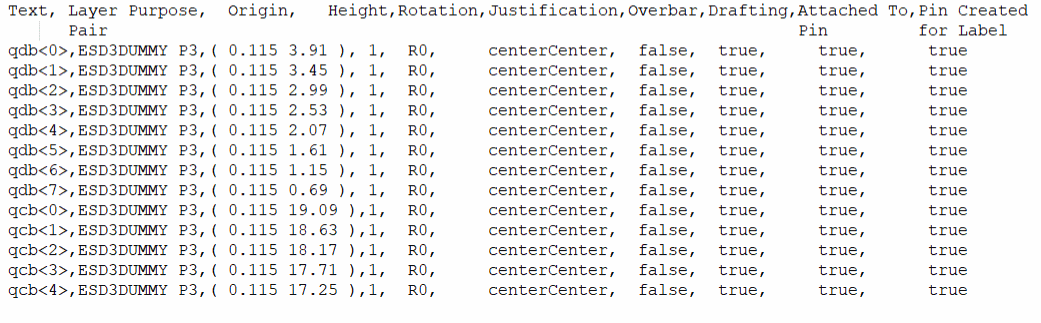 Text, Layer Purpose, Origin, Height,Rotation,Justification,Overbar,Drafting,Attached To,Pin Created
Pair Pin for Label
qdb<0>,ESD3DUMMY P3,( 0.115 3.91 ), 1, R0, centerCenter, false, true, true, true
qdb<1>,ESD3DUMMY P3,( 0.115 3.45 ), 1, R0, centerCenter, false, true, true, true
qdb<2>,ESD3DUMMY P3,( 0.115 2.99 ), 1, R0, centerCenter, false, true, true, true
qdb<3>,ESD3DUMMY P3,( 0.115 2.53 ), 1, R0, centerCenter, false, true, true, true
qdb<4>,ESD3DUMMY P3,( 0.115 2.07 ), 1, R0, centerCenter, false, true, true, true
qdb<5>,ESD3DUMMY P3,( 0.115 1.61 ), 1, R0, centerCenter, false, true, true, true
qdb<6>,ESD3DUMMY P3,( 0.115 1.15 ), 1, R0, centerCenter, false, true, true, true
qdb<7>,ESD3DUMMY P3,( 0.115 0.69 ), 1, R0, centerCenter, false, true, true, true
qcb<0>,ESD3DUMMY P3,( 0.115 19.09 ),1, R0, centerCenter, false, true, true, true
qcb<1>,ESD3DUMMY P3,( 0.115 18.63 ),1, R0, centerCenter, false, true, true, true
qcb<2>,ESD3DUMMY P3,( 0.115 18.17 ),1, R0, centerCenter, false, true, true, true
qcb<3>,ESD3DUMMY P3,( 0.115 17.71 ),1, R0, centerCenter, false, true, true, true
qcb<4>,ESD3DUMMY P3,( 0.115 17.25 ),1, R0, centerCenter, false, true, true, true